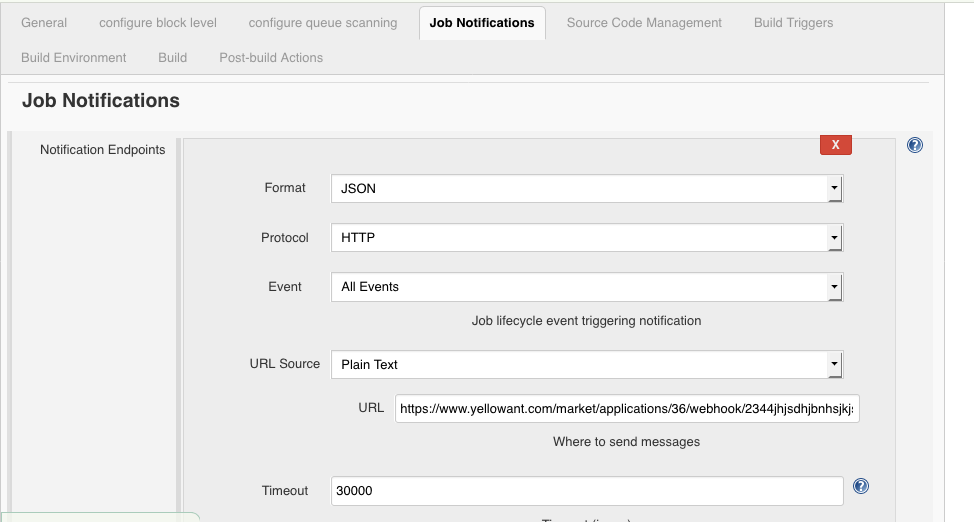 General configure block level configure queue scanning Job Notifications Source Code Management Build Triggers
Build Environment Build Post-build Actions
Job Notifications
Notification Endpoints
X
?
Format JSON
Protocol HTTP
Event All Events
Job lifecycle event triggering notification
URL Source Plain Text
URL https://www.yellowant.com/market/applications/36/webhook/2344jhjsdhjbnhsjkj
Where to send messages
Timeout 30000
?